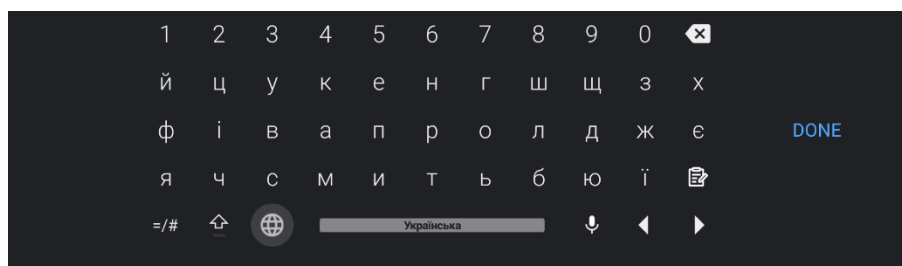 1 2 3 4 5 6 7 8 9 0
й ц у к е н г ш щ з х
ф і в а п р о л д ж є DONE
я ч с м и т ь б ю ї
=/# Українська